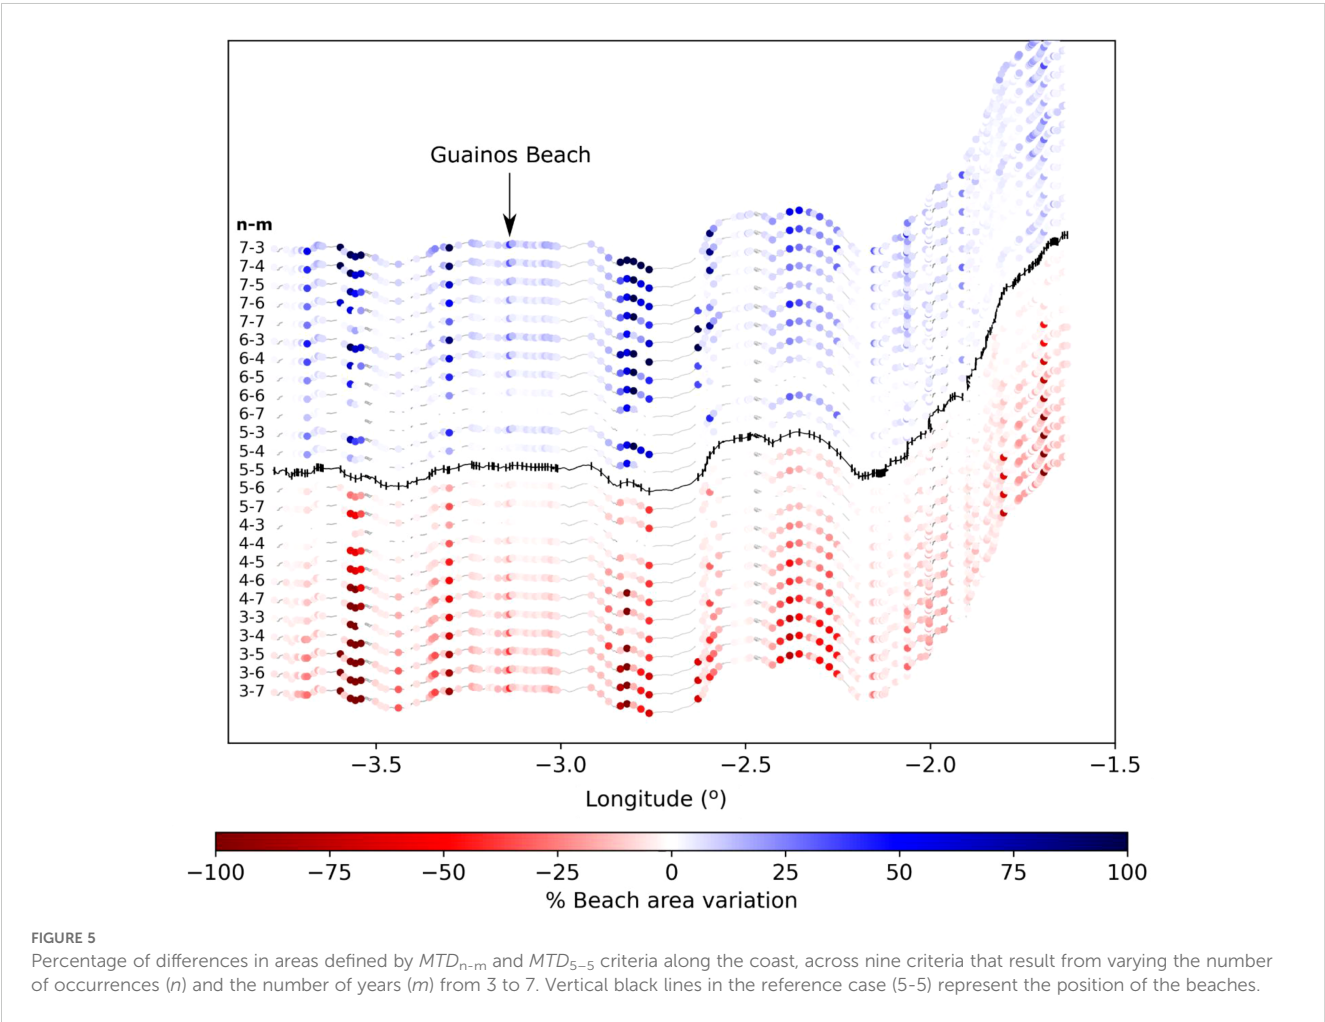 Guainos Beach
n-m
7-3
7-4
7-5
7-6
7-7
6-3
6-4
6-5
6-6
6-7
5-3
5-4
5-5
5-6
5-7
4-3
4-4
4-5
4-6
4-7
3-3
3-4
3-5
3-6
3-7
−3.5 −3.0 −2.5 −2.0 −1.5
Longitude (º)
−100 −75 −50 −25 0 25 50 75 100
% Beach area variation
FIGURE 5
Percentage of differences in areas defined by MTDn-m and MTD5–5 criteria along the coast, across nine criteria that result from varying the number
of occurrences (n) and the number of years (m) from 3 to 7. Vertical black lines in the reference case (5-5) represent the position of the beaches.